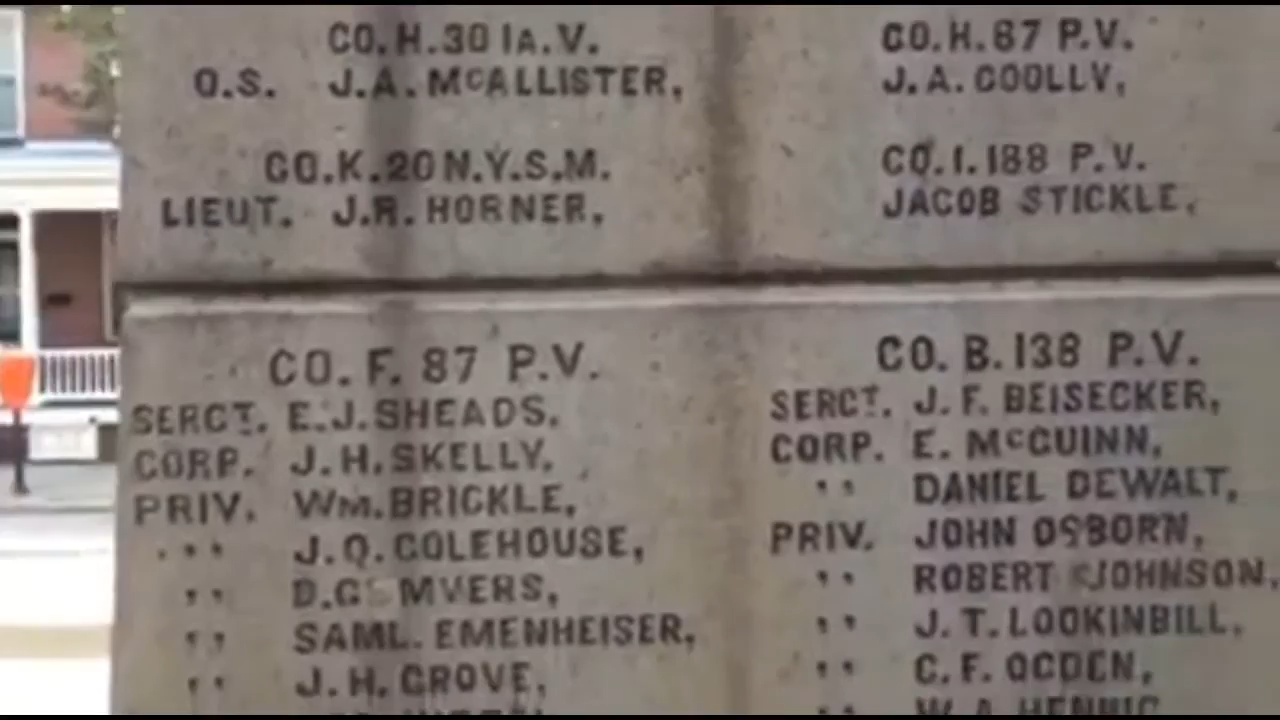 CO.H.30 IA.V.
O.S. J.A. McALLISTER,
CO.K.20 N.Y.S.M.
LIEUT. J.R. HORNER,
CO.H.87 P.V.
J.A. COOLLY,
CO.I.188 P.V.
JACOB STICKLE,
CO. F. 87 P.V.
SERGT. E.J. SHEADS,
CORP. J.H. SKELLY,
PRIV. Wm. BRICKLE,
,, J.Q. COLEHOUSE,
,, D.G. MYERS,
,, SAML. EMENHEISER,
,, J.H. GROVE,
CO. B. 138 P.V.
SERGT. J.F. BEISECKER,
CORP. E. McGUINN,
,, DANIEL DEWALT,
PRIV. JOHN OSBORN,
,, ROBERT JOHNSON,
,, J.T. LOOKINBILL,
,, C.F. OGDEN,
,, W.A. HENNIG